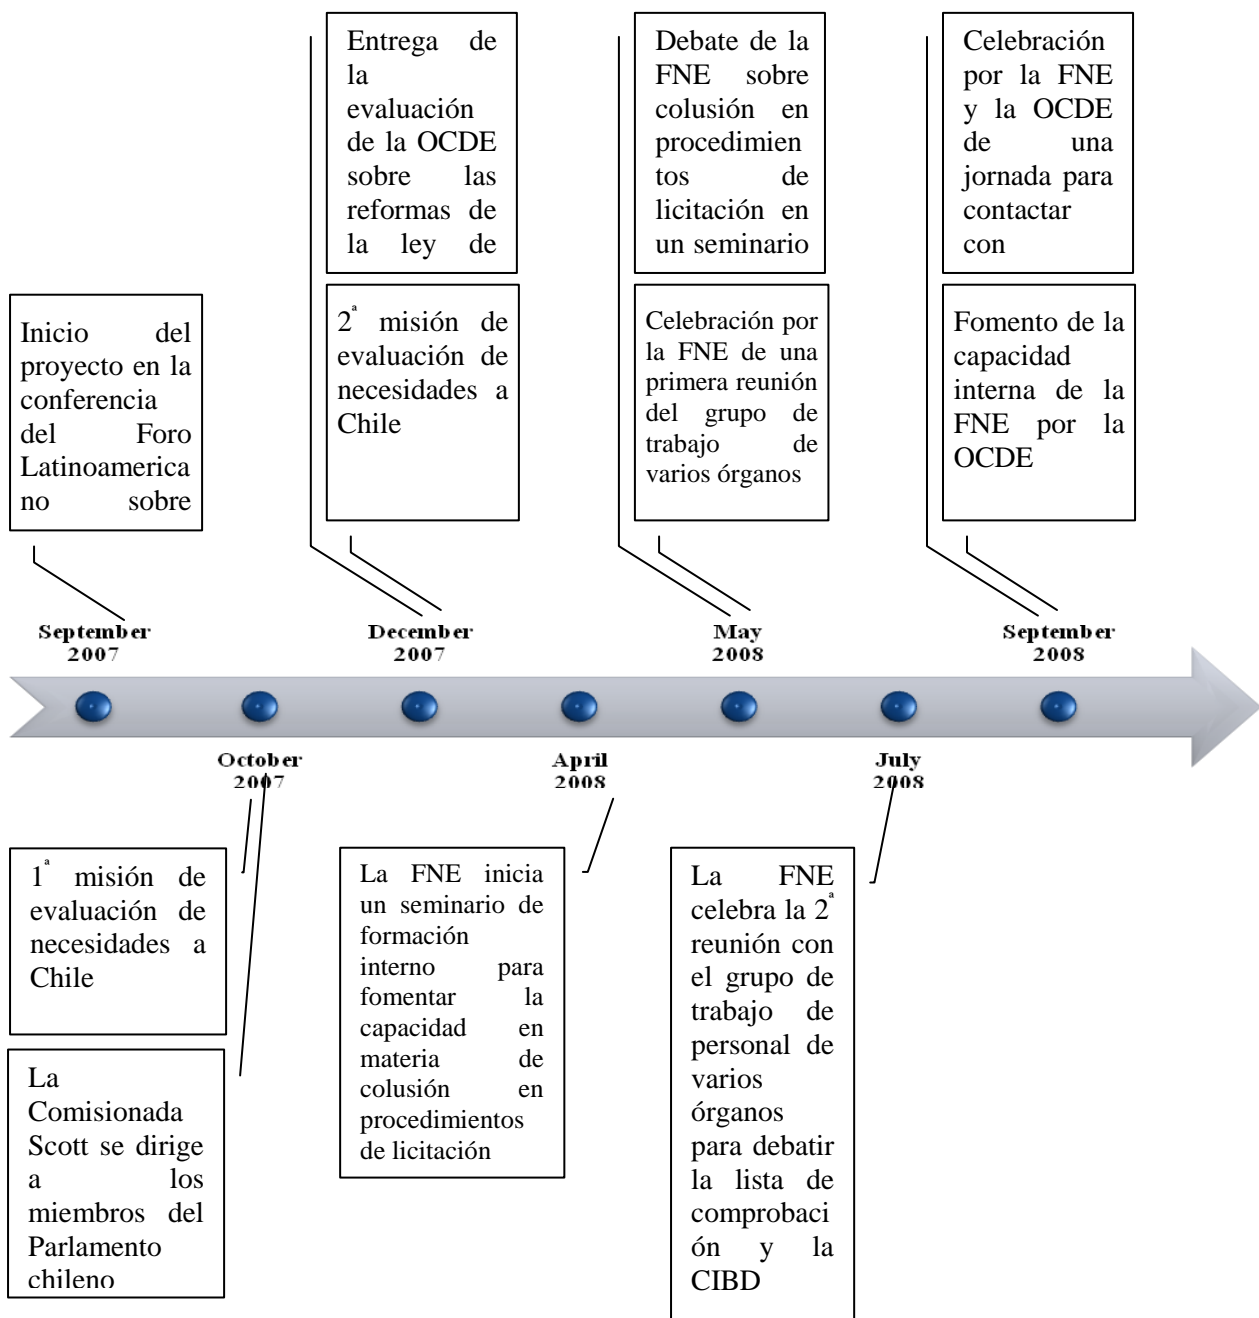 Entrega de
la
evaluación
de la OCDE
sobre las
reformas de
la ley de
Debate de la
FNE sobre
colusión en
procedimien
tos de
licitación en
un seminario
Celebración
por la FNE
y la OCDE
de una
jornada para
contactar
con
Inicio del
proyecto en la
conferencia
del Foro
Latinoamerica
no sobre
2ª misión de
evaluación de
necesidades a
Chile
Celebración por
la FNE de una
primera reunión
del grupo de
trabajo de
varios órganos
Fomento de la
capacidad
interna de la
FNE por la
OCDE
September
2007
December
2007
May
2008
September
2008
October
2007
April
2008
July
2008
1ª misión de
evaluación de
necesidades a
Chile
La
Comisionada
Scott se dirige
a los
miembros del
Parlamento
chileno
La FNE inicia
un seminario de
formación
interno para
fomentar la
capacidad en
materia de
colusión en
procedimientos
de licitación
La FNE
celebra la 2ª
reunión con
el grupo de
trabajo de
personal de
varios
órganos
para debatir
la lista de
comprobaci
ón y la
CIBD